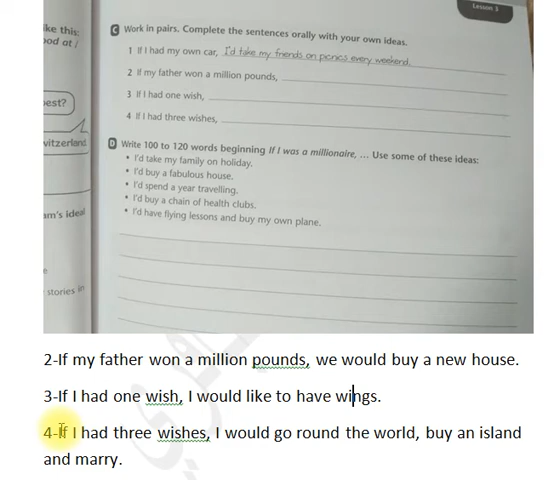 Lesson 3
ike this:
ood at /
C Work in pairs. Complete the sentences orally with your own ideas.
1 If I had my own car, I'd take my friends on picnics every weekend.
2 If my father won a million pounds,
3 If I had one wish,
4 If I had three wishes,
est?
vitzerland
am's ideal
e
stories in
D Write 100 to 120 words beginning If I was a millionaire, ... Use some of these ideas:
• I'd take my family on holiday.
• I'd buy a fabulous house.
• I'd spend a year travelling.
• I'd buy a chain of health clubs.
• I'd have flying lessons and buy my own plane.
2-If my father won a million pounds, we would buy a new house.
3-If I had one wish, I would like to have wings.
4-If I had three wishes, I would go round the world, buy an island
and marry.